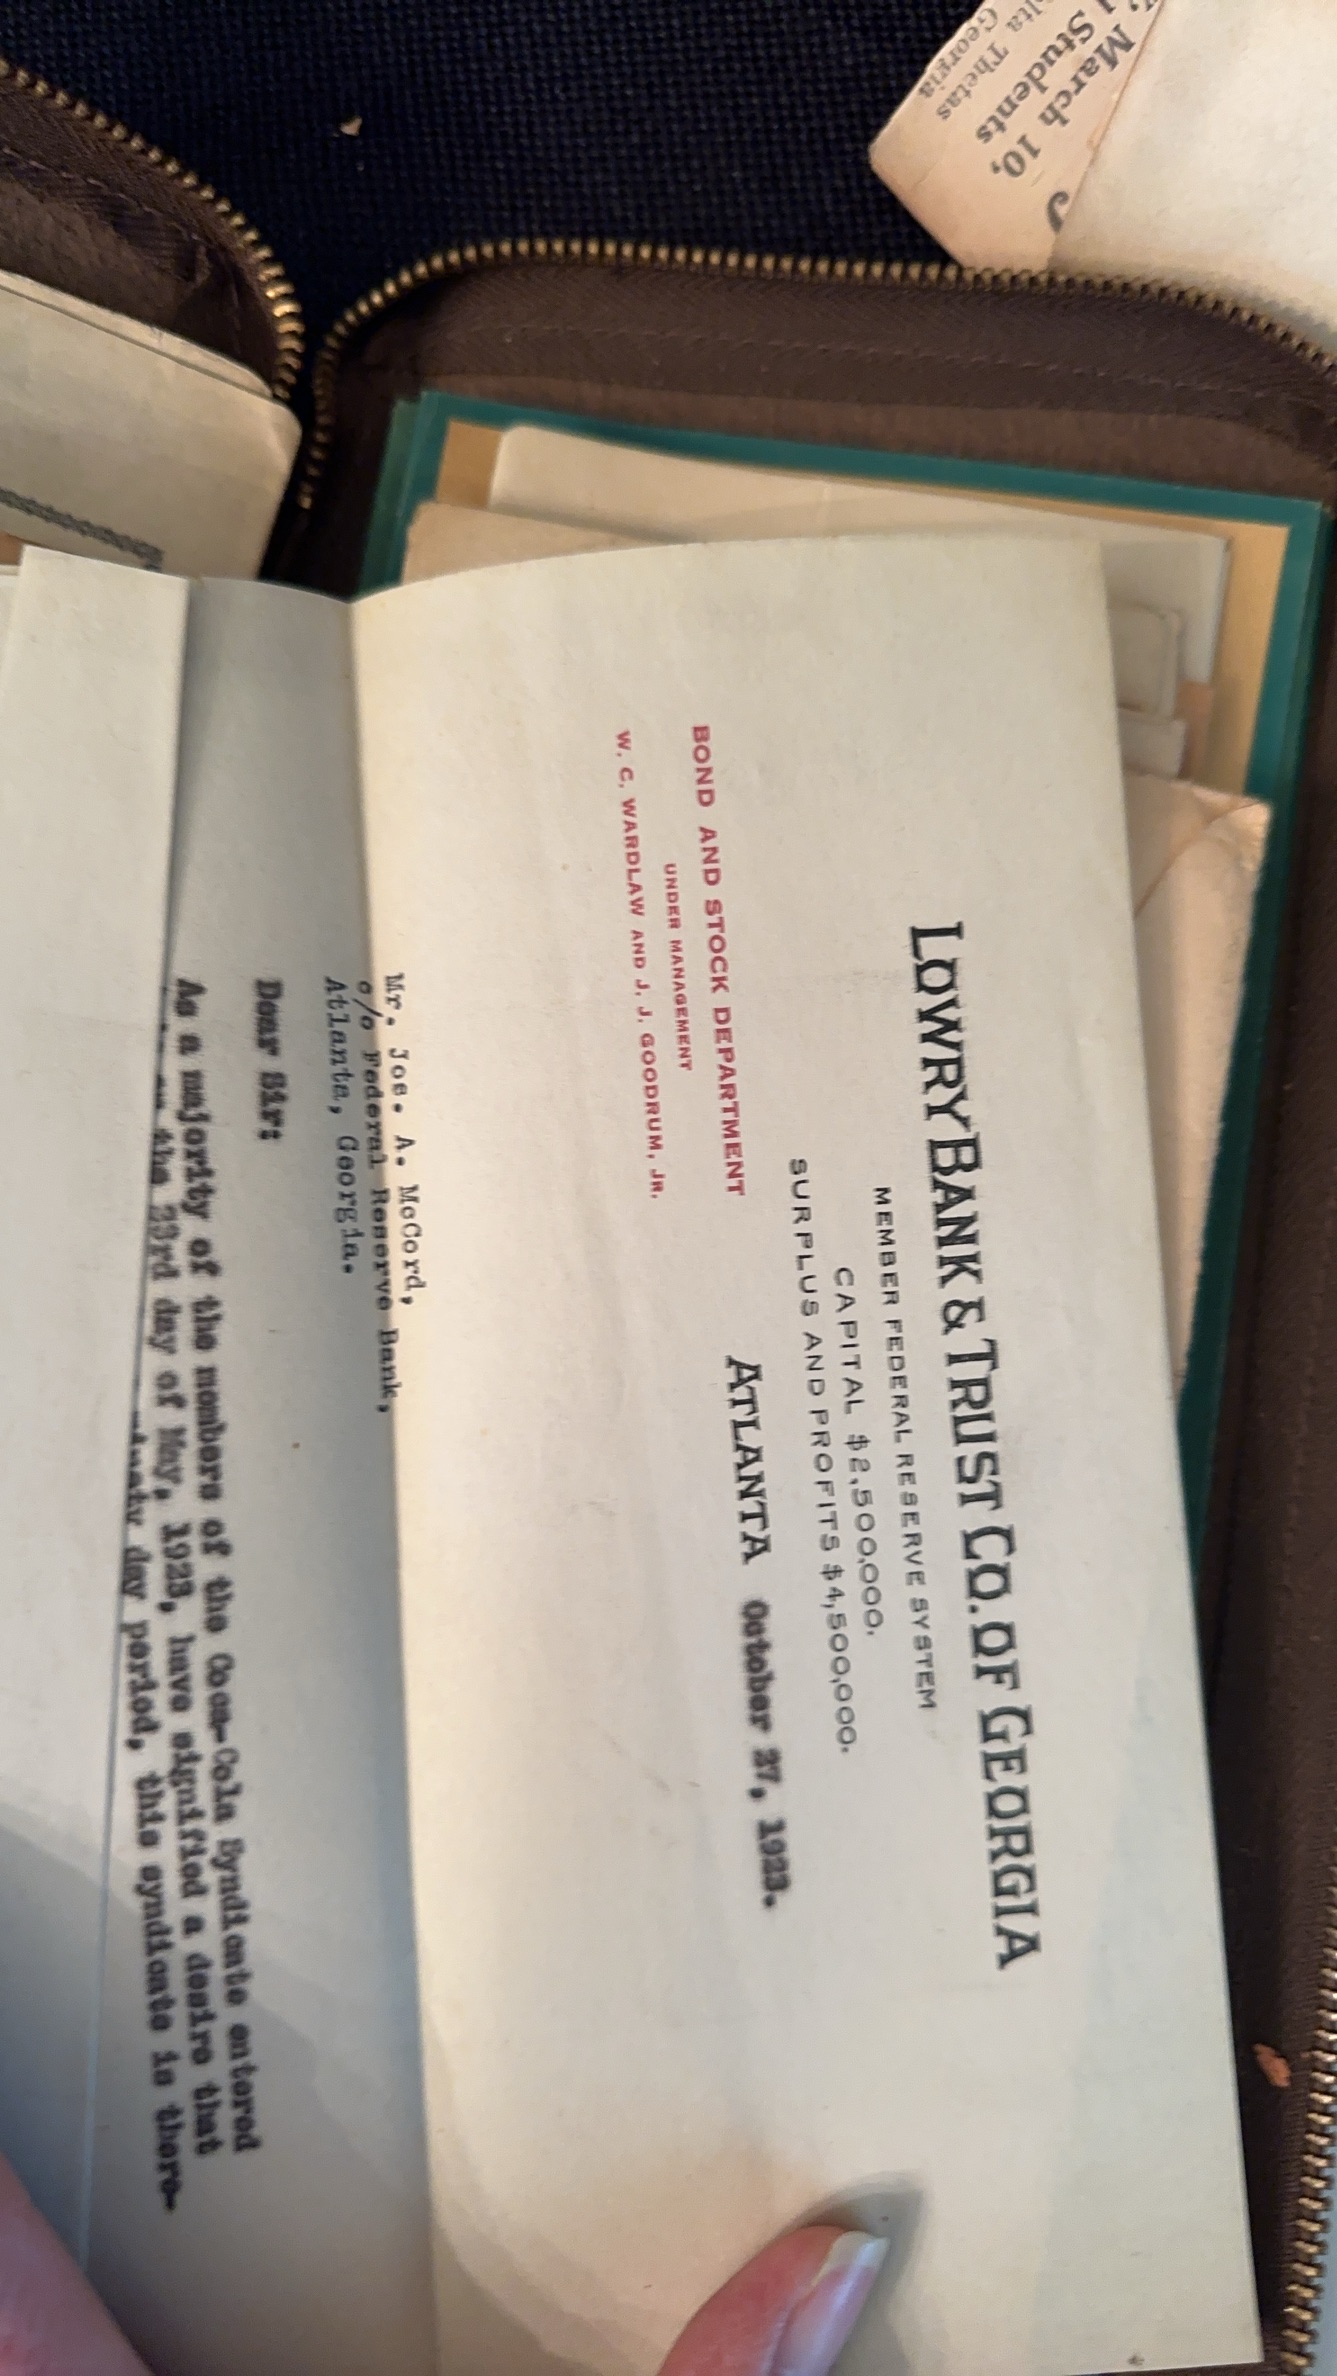 LOWRY BANK & TRUST CO. OF GEORGIA
MEMBER FEDERAL RESERVE SYSTEM
CAPITAL $2,500,000.
SURPLUS AND PROFITS $4,500,000.
ATLANTA October 27, 1923.
BOND AND STOCK DEPARTMENT
UNDER MANAGEMENT
W. C. WARDLAW AND J. J. GOODRUM, JR.
Mr. Joe. A. McCord,
c/o Federal Reserve Bank,
Atlanta, Georgia.
Dear Sir:
As a majority of the members of the Coca-Cola Syndicate entered
the 23rd day of May, 1923, have signified a desire that
day period, this syndicate is there-
March 10,
Students
Thetas
Georgia